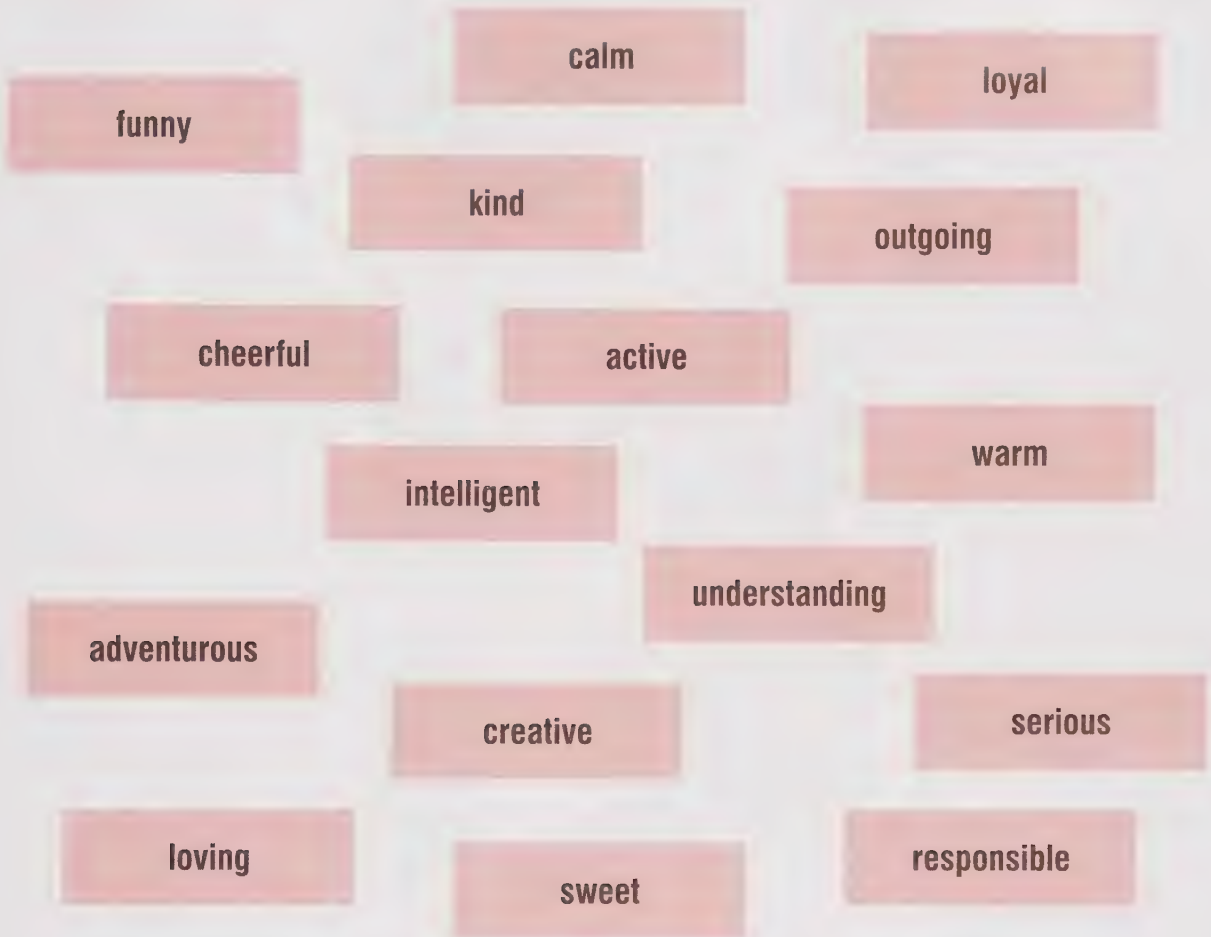 calm
loyal
funny
kind
outgoing
cheerful
active
warm
intelligent
understanding
adventurous
creative
serious
loving
sweet
responsible